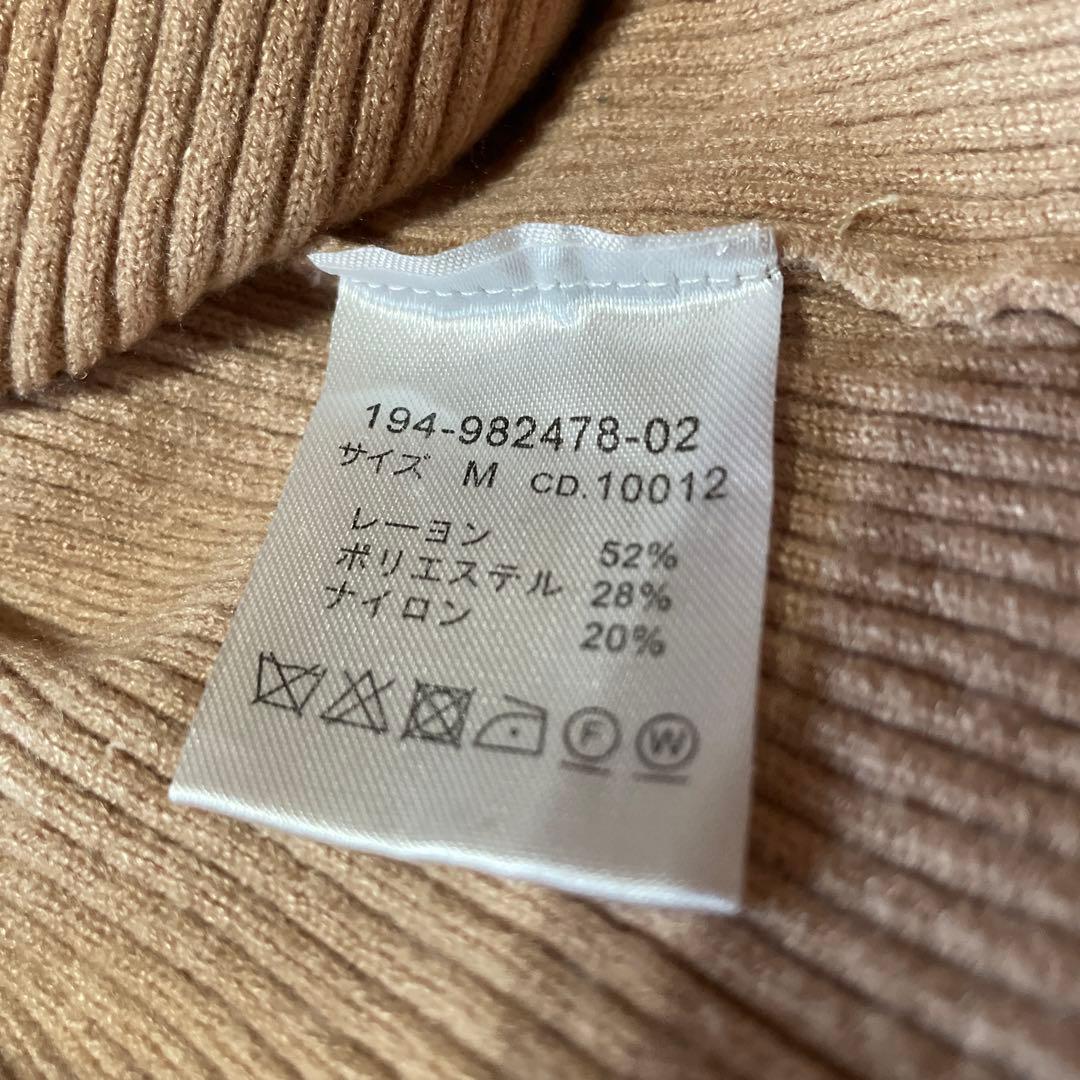 194-982478-02
サイズ M CD.10012
レーヨン 52%
ポリエステル 28%
ナイロン 20%
F W